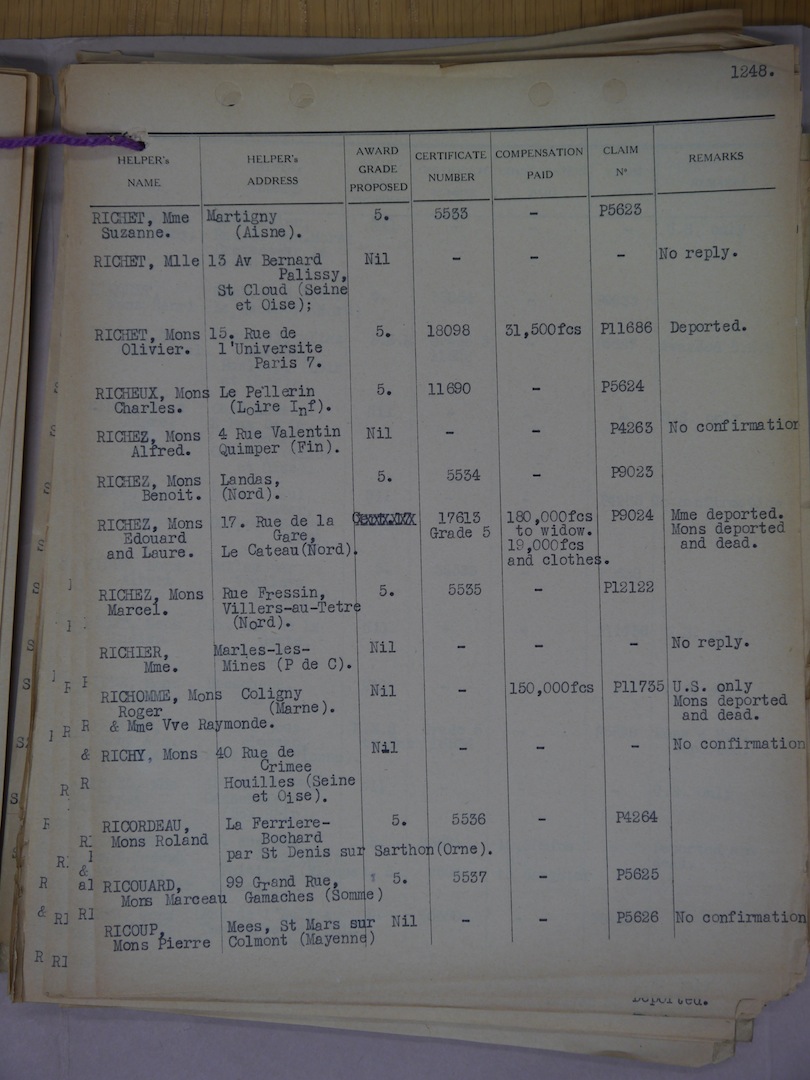 1248.
HELPER's NAME HELPER's ADDRESS AWARD GRADE PROPOSED CERTIFICATE NUMBER COMPENSATION PAID CLAIM N° REMARKS
RICHET, Mme Martigny 5. 5533 - P5623
Suzanne. (Aisne).
RICHET, Mlle 13 Av Bernard Nil - - - No reply.
Palissy,
St Cloud (Seine
et Oise);
RICHET, Mons 15. Rue de 5. 18098 31,500fcs P11686 Deported.
Olivier. l'Universite
Paris 7.
RICHEUX, Mons Le Pellerin 5. 11690 - P5624
Charles. (Loire Inf).
RICHEZ, Mons 4 Rue Valentin Nil - - P4263 No confirmation
Alfred. Quimper (Fin).
RICHEZ, Mons Landas, 5. 5534 - P9023
Benoit. (Nord).
RICHEZ, Mons 17. Rue de la 17613 180,000fcs P9024 Mme deported.
Edouard Gare, Grade 5 to widow. Mons deported
and Laure. Le Cateau(Nord). 19,000fcs and dead.
and clothes.
RICHEZ, Mons Rue Fressin, 5. 5535 - P12122
Marcel. Villers-au-Tetre
(Nord).
RICHIER, Marles-les- Nil - - - No reply.
Mme. Mines (P de C).
RICHOMME, Mons Coligny Nil - 150,000fcs P11735 U.S. only
Roger (Marne). Mons deported
& Mme Vve Raymonde. and dead.
RICHY, Mons 40 Rue de Nil - - - No confirmation
Crimee
Houilles (Seine
et Oise).
RICORDEAU, La Ferriere- 5. 5536 - P4264
Mons Roland Bochard
par St Denis sur Sarthon(Orne).
RICOUARD, 99 Grand Rue, 5. 5537 - P5625
Mons Marceau Gamaches (Somme)
RICOUP, Mees, St Mars sur Nil - - P5626 No confirmation
Mons Pierre Colmont (Mayenne)